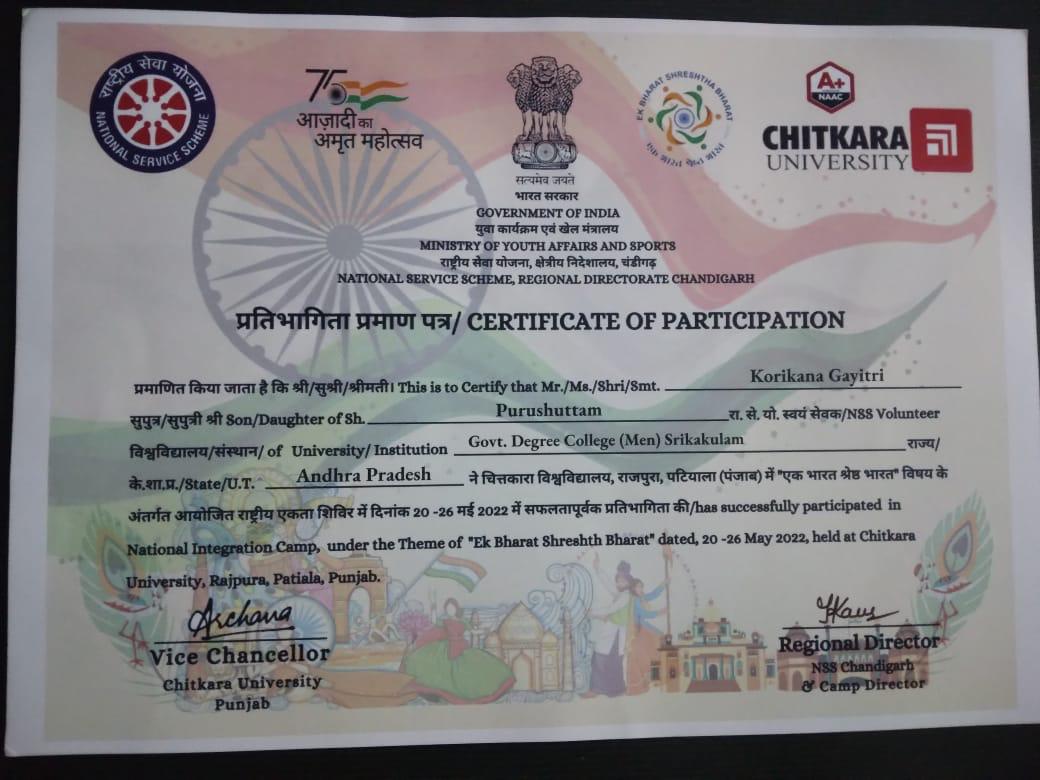 राष्ट्रीय सेवा योजना
NATIONAL SERVICE SCHEME
75
आज़ादी का
अमृत महोत्सव
सत्यमेव जयते
EK BHARAT SHRESHTHA BHARAT
एक भारत श्रेष्ठ भारत
A+
NAAC
CHITKARA
UNIVERSITY
भारत सरकार
GOVERNMENT OF INDIA
युवा कार्यक्रम एवं खेल मंत्रालय
MINISTRY OF YOUTH AFFAIRS AND SPORTS
राष्ट्रीय सेवा योजना, क्षेत्रीय निदेशालय, चंडीगढ़
NATIONAL SERVICE SCHEME, REGIONAL DIRECTORATE CHANDIGARH
प्रतिभागिता प्रमाण पत्र/ CERTIFICATE OF PARTICIPATION
प्रमाणित किया जाता है कि श्री/सुश्री/श्रीमती। This is to Certify that Mr./Ms./Shri/Smt. Korikana Gayitri
सुपुत्र/सुपुत्री श्री Son/Daughter of Sh. Purushuttam रा. से. यो. स्वयं सेवक/NSS Volunteer
विश्वविद्यालय/संस्थान/ of University/ Institution Govt. Degree College (Men) Srikakulam राज्य/
के.शा.प्र./State/U.T. Andhra Pradesh ने चित्तकारा विश्वविद्यालय, राजपुरा, पटियाला (पंजाब) में "एक भारत श्रेष्ठ भारत" विषय के
अंतर्गत आयोजित राष्ट्रीय एकता शिविर में दिनांक 20 -26 मई 2022 में सफलतापूर्वक प्रतिभागिता की/has successfully participated in
National Integration Camp, under the Theme of "Ek Bharat Shreshth Bharat" dated, 20 -26 May 2022, held at Chitkara
University, Rajpura, Patiala, Punjab.
Archana
Vice Chancellor
Chitkara University
Punjab
Regional Director
NSS Chandigarh
& Camp Director